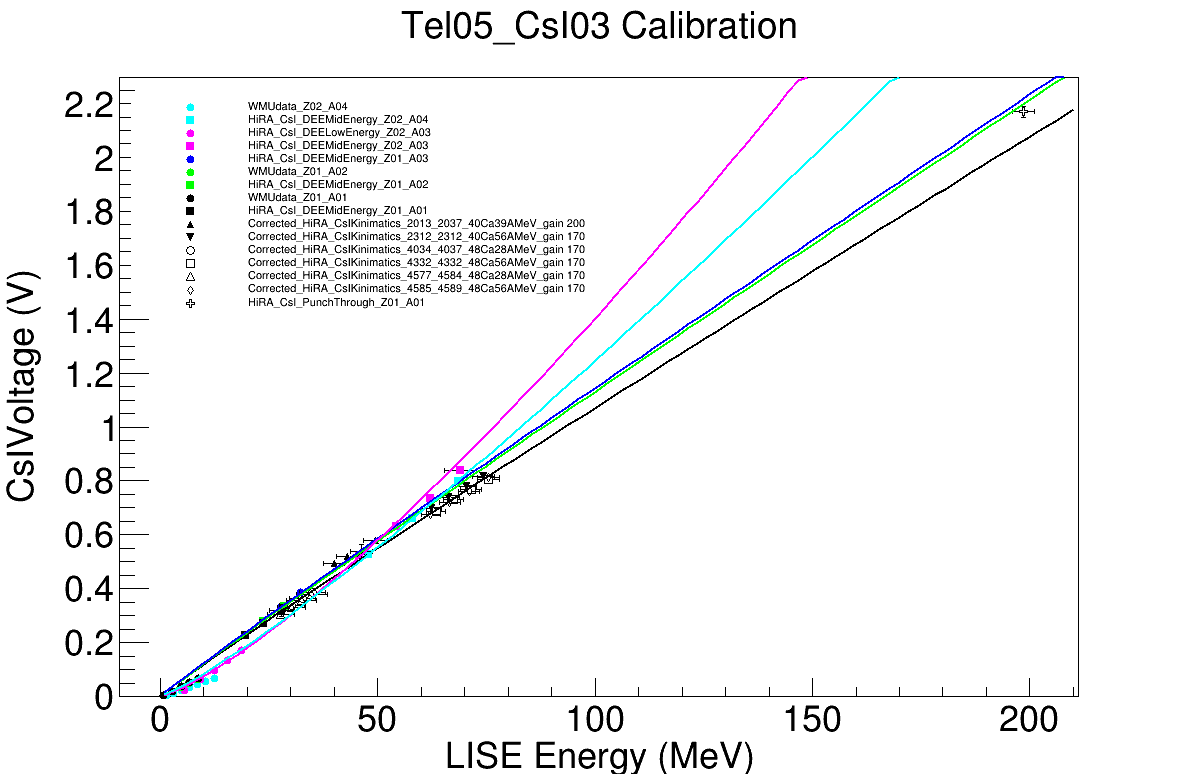 Tel05_CsI03 Calibration
CsIVoltage (V)
2.2
2
1.8
1.6
1.4
1.2
1
0.8
0.6
0.4
0.2
0
WMUdata_Z02_A04
HiRA_CsI_DEEMidEnergy_Z02_A04
HiRA_CsI_DEELowEnergy_Z02_A03
HiRA_CsI_DEEMidEnergy_Z02_A03
HiRA_CsI_DEEMidEnergy_Z01_A03
WMUdata_Z01_A02
HiRA_CsI_DEEMidEnergy_Z01_A02
WMUdata_Z01_A01
HiRA_CsI_DEEMidEnergy_Z01_A01
Corrected_HiRA_CsIKinimatics_2013_2037_40Ca39AMeV_gain 200
Corrected_HiRA_CsIKinimatics_2312_2312_40Ca56AMeV_gain 170
Corrected_HiRA_CsIKinimatics_4034_4037_48Ca28AMeV_gain 170
Corrected_HiRA_CsIKinimatics_4332_4332_48Ca56AMeV_gain 170
Corrected_HiRA_CsIKinimatics_4577_4584_48Ca28AMeV_gain 170
Corrected_HiRA_CsIKinimatics_4585_4589_48Ca56AMeV_gain 170
HiRA_CsI_PunchThrough_Z01_A01
0 50 100 150 200
LISE Energy (MeV)